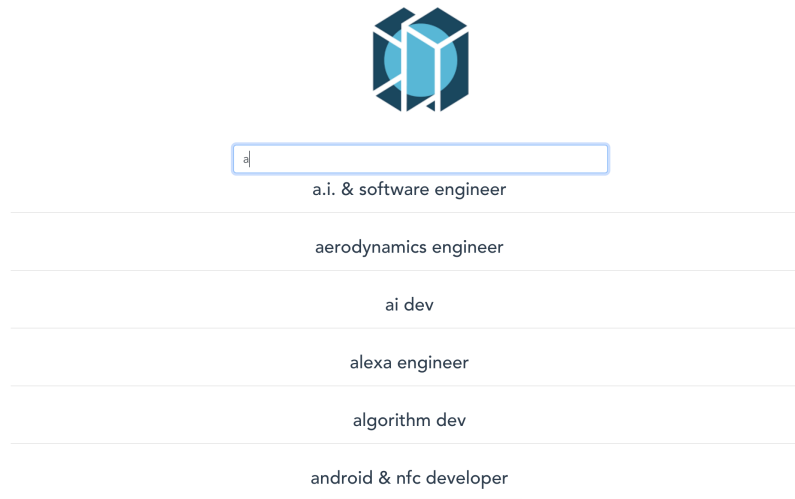 a
a.i. & software engineer
aerodynamics engineer
ai dev
alexa engineer
algorithm dev
android & nfc developer